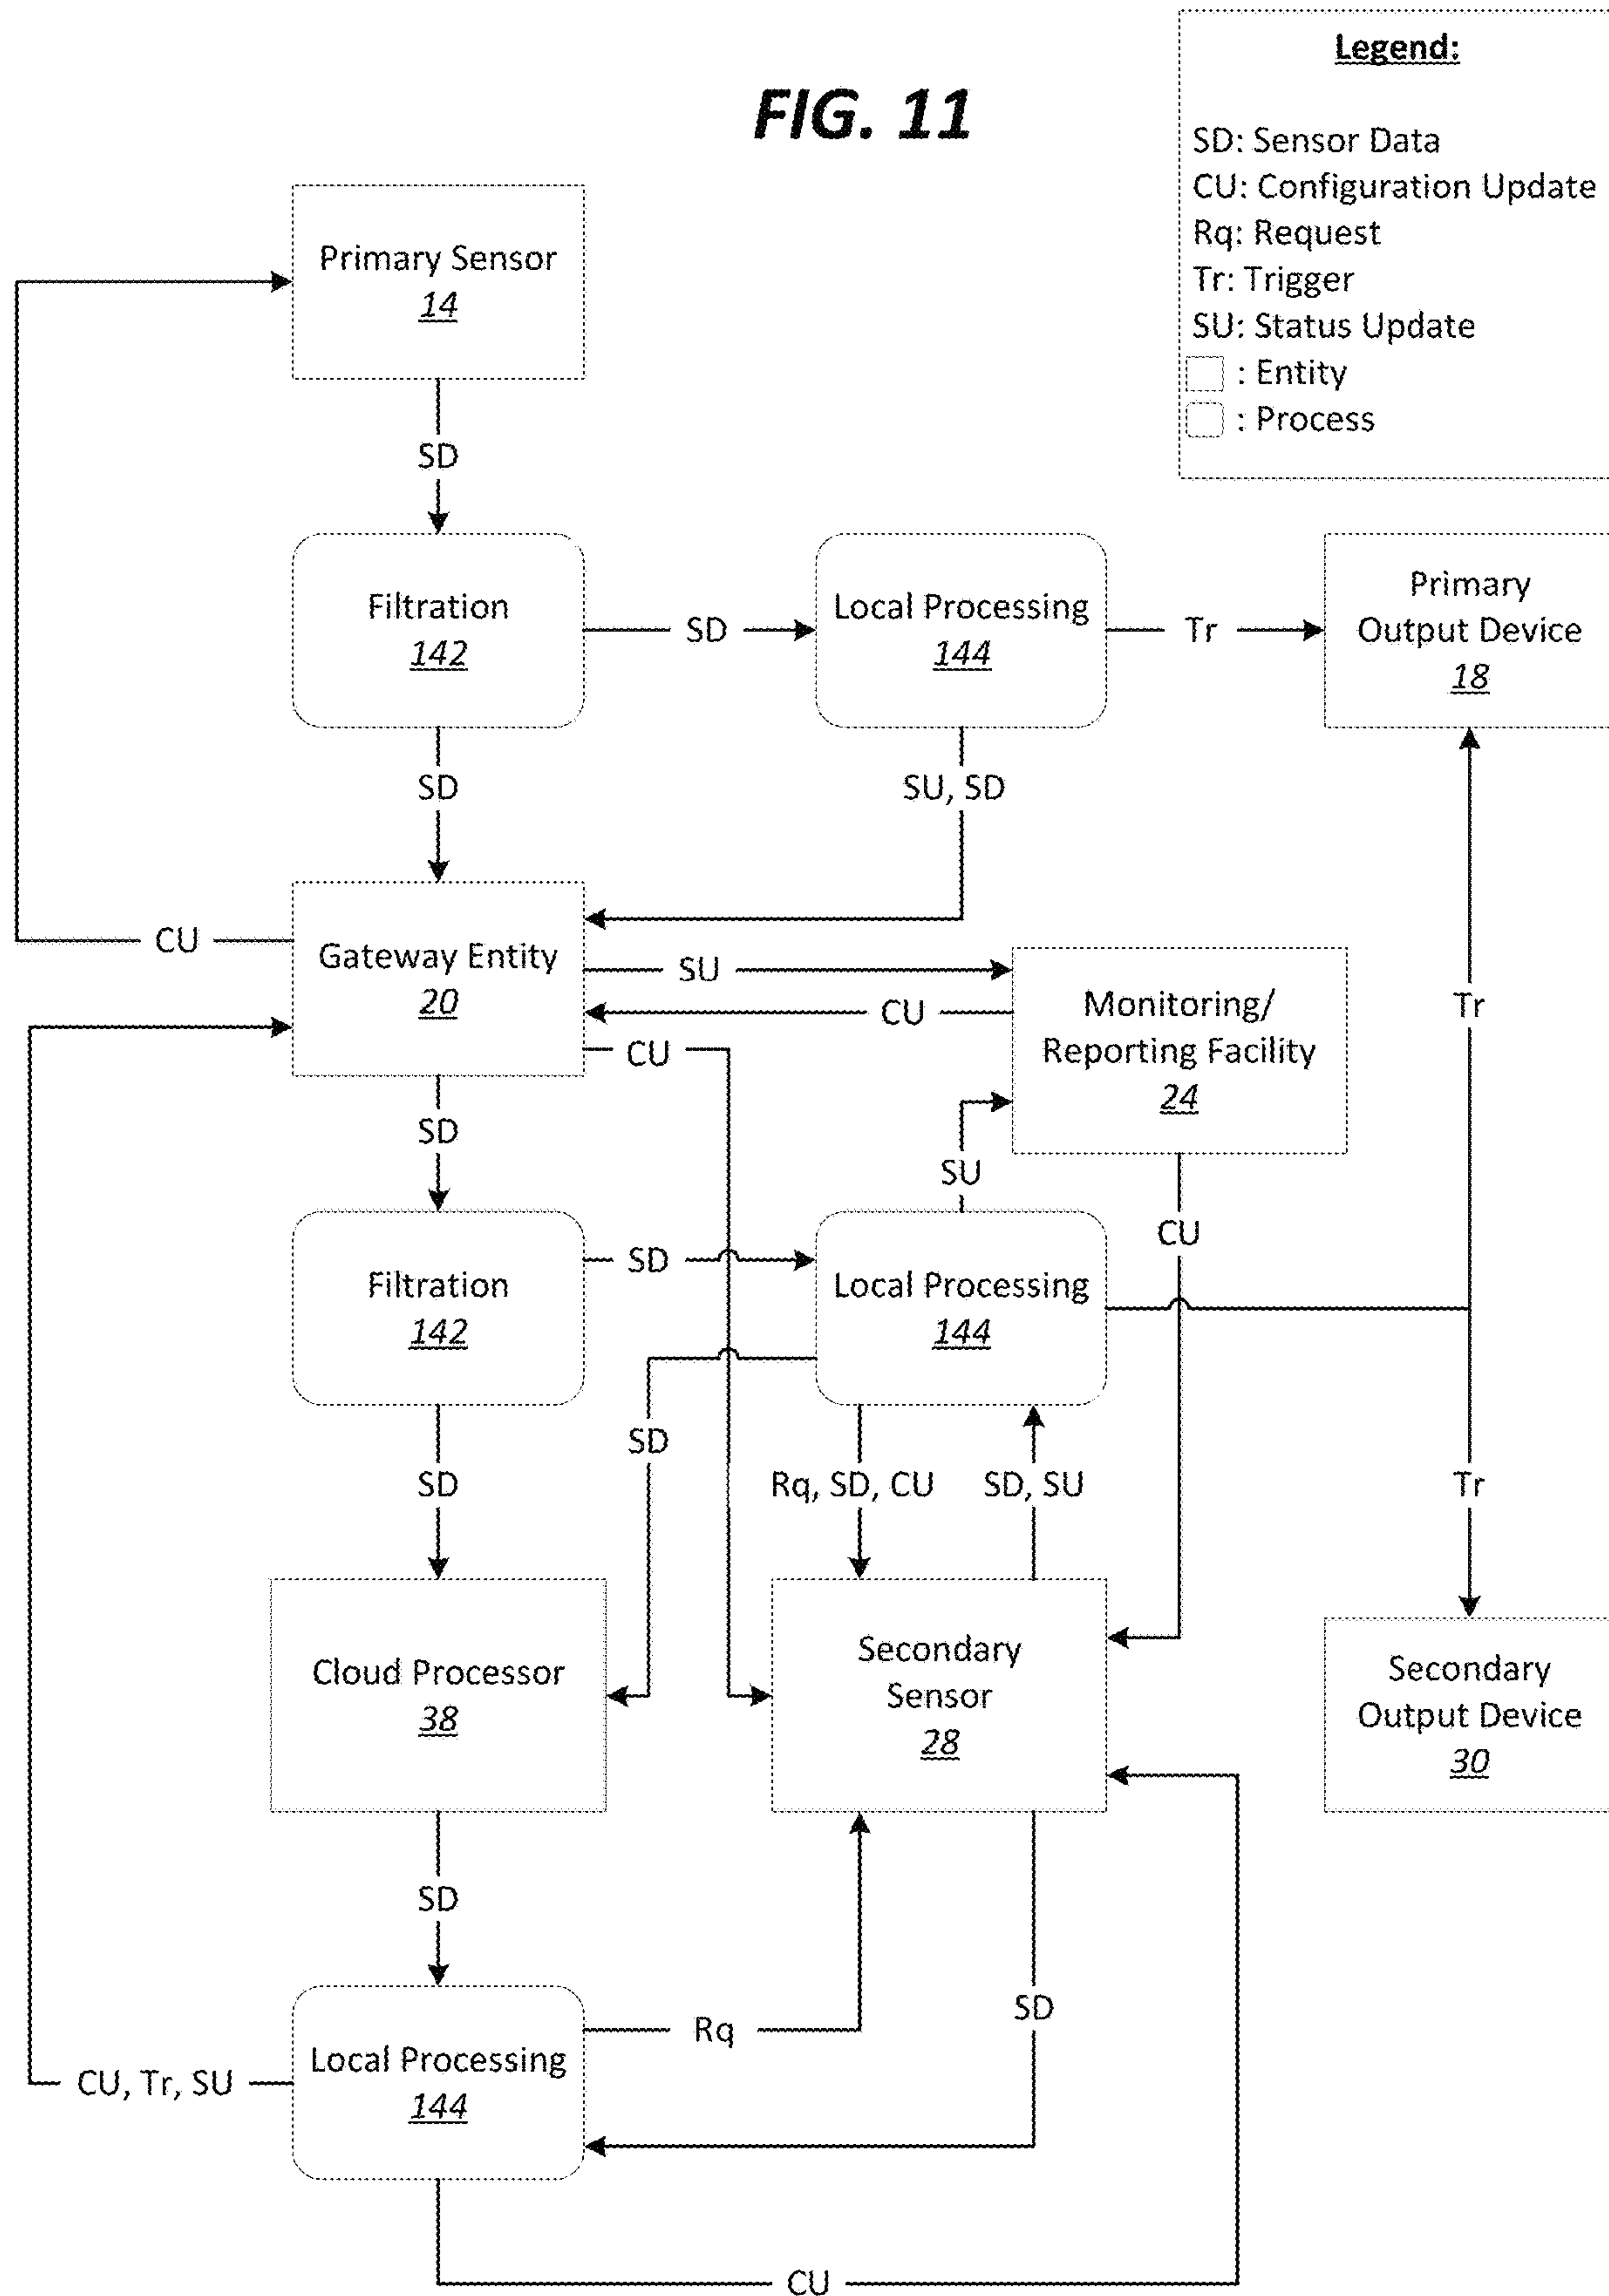 FIG. 11
Legend:
SD: Sensor Data
CU: Configuration Update
Rq: Request
Tr: Trigger
SU: Status Update
: Entity
: Process
Primary Sensor
14
SD
Filtration
142
SD
Local Processing
144
Tr
Primary
Output Device
18
SD
SU, SD
CU
Gateway Entity
20
SU
CU
CU
Monitoring/
Reporting Facility
24
Tr
SD
SU
CU
Filtration
142
SD
Local Processing
144
SD
SD
Rq, SD, CU
SD, SU
Tr
Cloud Processor
38
Secondary
Sensor
28
Secondary
Output Device
30
SD
SD
Local Processing
144
Rq
CU, Tr, SU
CU